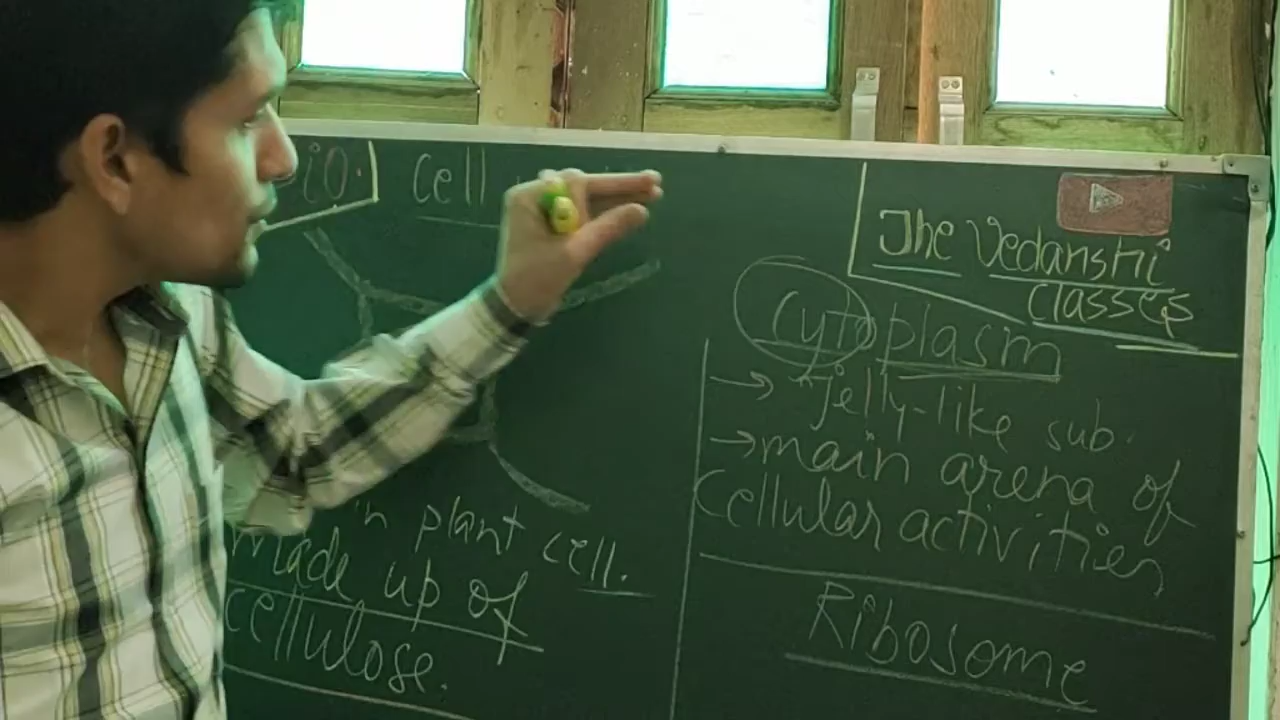 Cell
in plant cell.
made up of
cellulose.
The Vedanshi
classes
Cytoplasm
→ jelly-like sub.
→ main arena of
Cellular activities
Ribosome